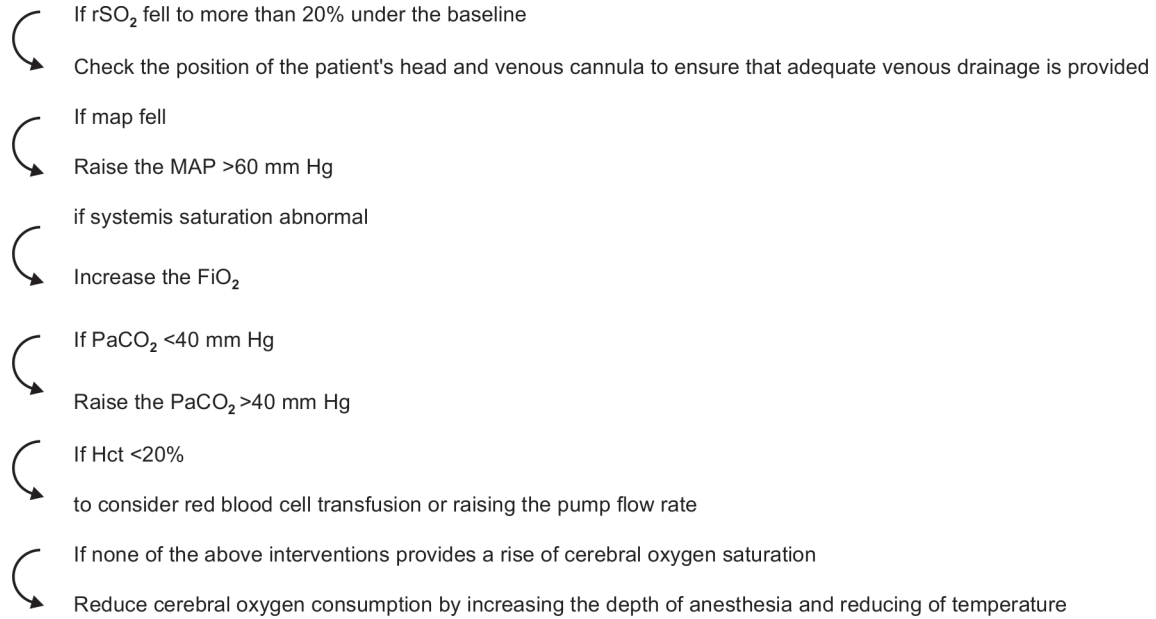 If rSO₂ fell to more than 20% under the baseline
Check the position of the patient's head and venous cannula to ensure that adequate venous drainage is provided
If map fell
Raise the MAP >60 mm Hg
if systemis saturation abnormal
Increase the FiO₂
If PaCO₂ <40 mm Hg
Raise the PaCO₂ >40 mm Hg
If Hct <20%
to consider red blood cell transfusion or raising the pump flow rate
If none of the above interventions provides a rise of cerebral oxygen saturation
Reduce cerebral oxygen consumption by increasing the depth of anesthesia and reducing of temperature